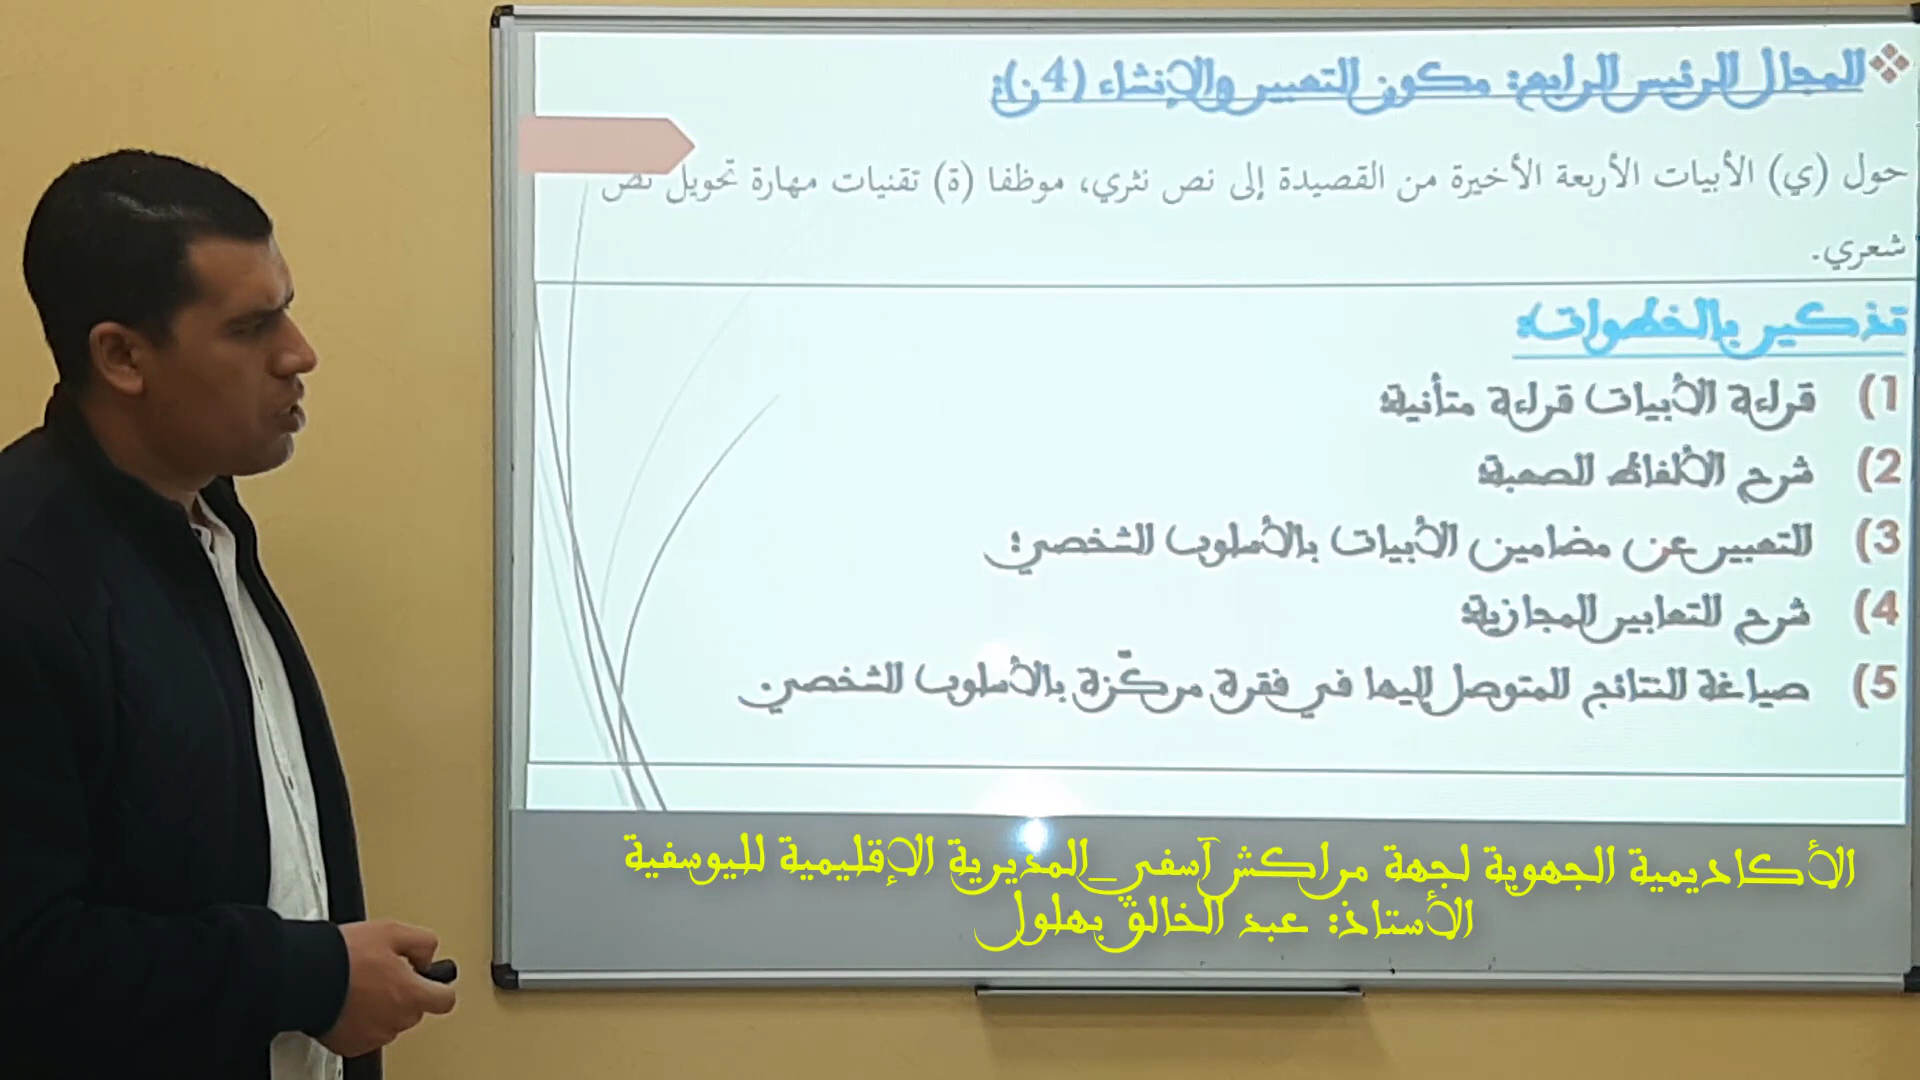 ❖ المجال الرئيس الرابع: مكون التعبير والإنشاء (4ن):
حول (ي) الأبيات الأربعة الأخيرة من القصيدة إلى نص نثري، موظفا (ة) تقنيات مهارة تحويل نص
شعري.
تذكير بالخطوات:
1) قراءة الأبيات قراءة متأنية؛
2) شرح الألفاظ الصعبة؛
3) التعبير عن مضامين الأبيات بالأسلوب الشخصي؛
4) شرح التعابير المجازية؛
5) صياغة النتائج المتوصل إليها في فقرة مركّزة بالأسلوب الشخصي
الأكاديمية الجهوية لجهة مراكش آسفي_المديرية الإقليمية لليوسفية
الأستاذ: عبد الخالق بهلول